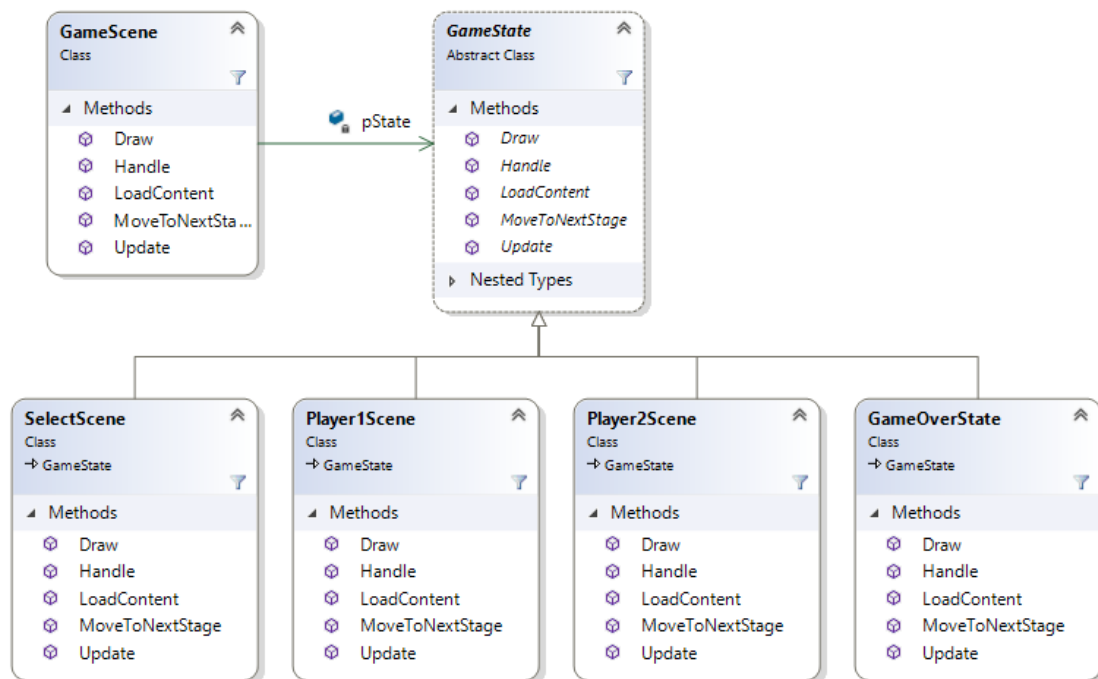 GameScene
Class
Methods
Draw
Handle
LoadContent
MoveToNextSta...
Update
pState
GameState
Abstract Class
Methods
Draw
Handle
LoadContent
MoveToNextStage
Update
Nested Types
SelectScene
Class
GameState
Methods
Draw
Handle
LoadContent
MoveToNextStage
Update
Player1Scene
Class
GameState
Methods
Draw
Handle
LoadContent
MoveToNextStage
Update
Player2Scene
Class
GameState
Methods
Draw
Handle
LoadContent
MoveToNextStage
Update
GameOverState
Class
GameState
Methods
Draw
Handle
LoadContent
MoveToNextStage
Update